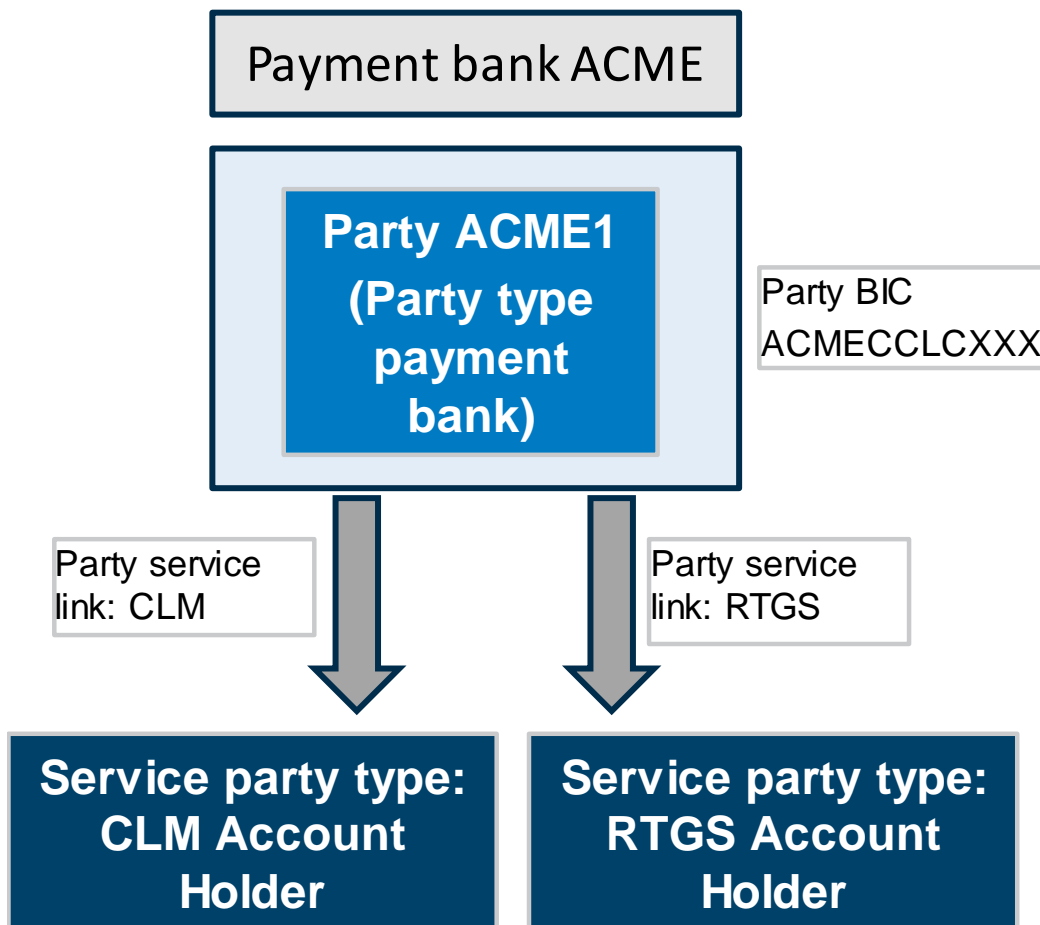 Payment bank ACME
Party ACME1
(Party type
payment
bank)
Party BIC
ACMECCLCXXX
Party service
link: CLM
Party service
link: RTGS
Service party type:
CLM Account
Holder
Service party type:
RTGS Account
Holder